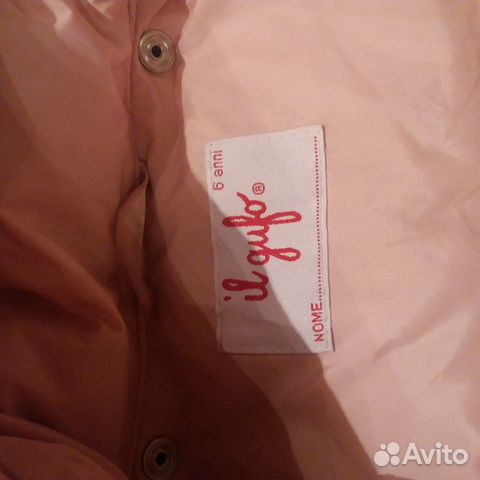 6 anni
il gufo®
NOME....................
Avito